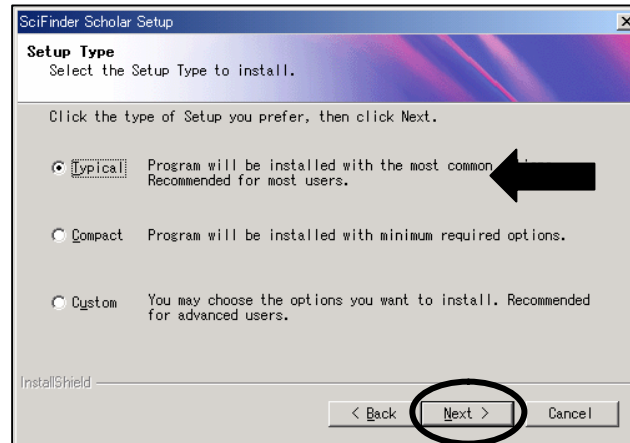 SciFinder Scholar Setup
Setup Type
Select the Setup Type to install.
Click the type of Setup you prefer, then click Next.
Typical Program will be installed with the most common
Recommended for most users.
Compact Program will be installed with minimum required options.
Custom You may choose the options you want to install. Recommended
for advanced users.
InstallShield
< Back Next > Cancel